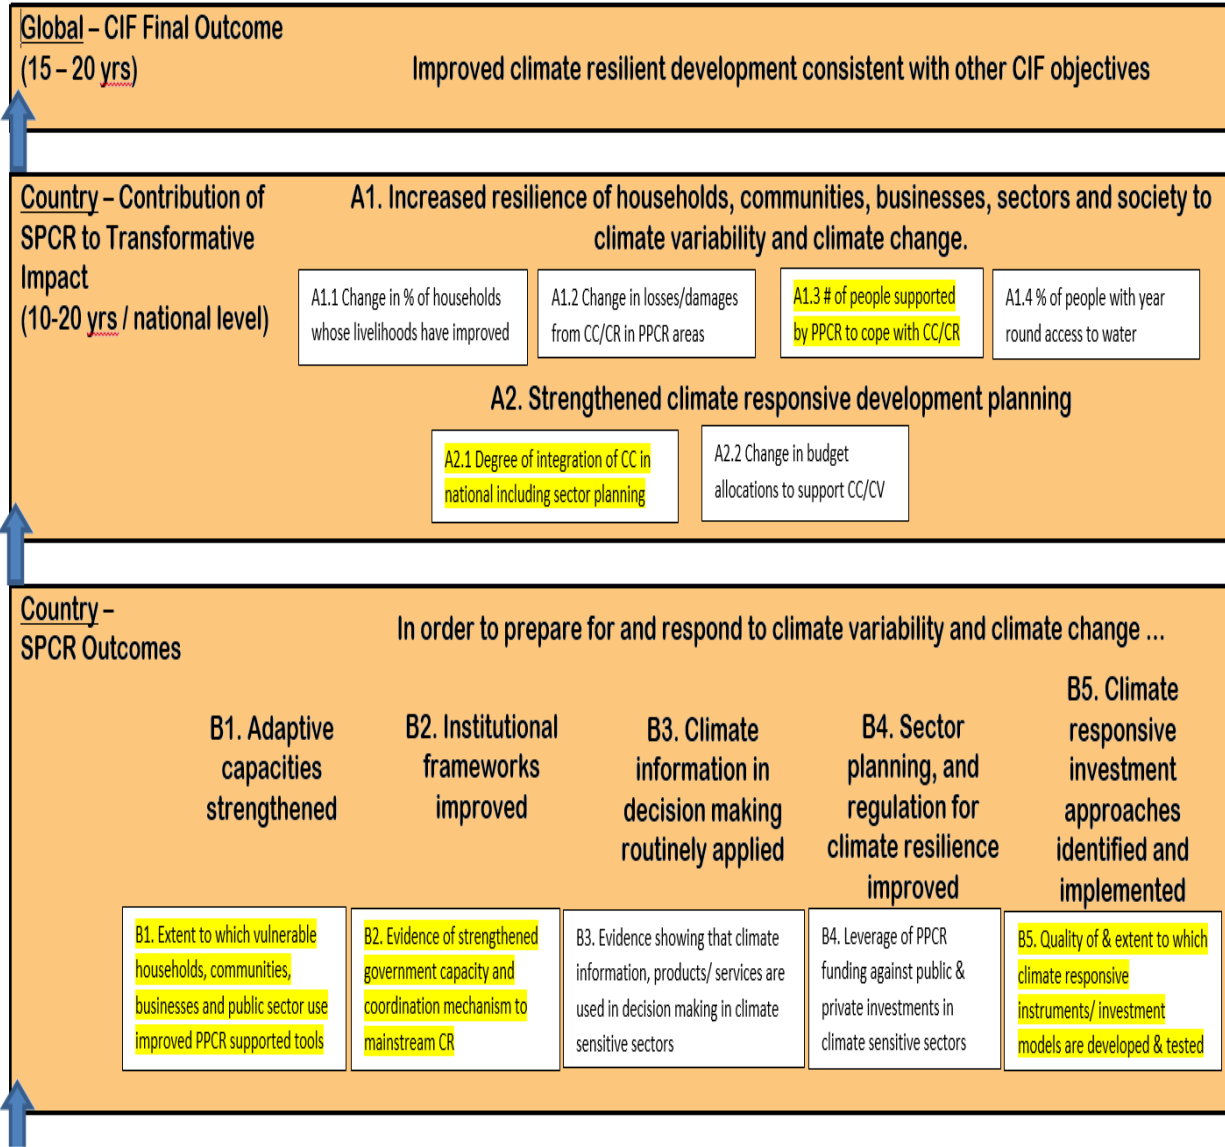 Global – CIF Final Outcome
(15 – 20 yrs)
Improved climate resilient development consistent with other CIF objectives
Country – Contribution of
SPCR to Transformative
Impact
(10-20 yrs / national level)
A1. Increased resilience of households, communities, businesses, sectors and society to
climate variability and climate change.
A1.1 Change in % of households
whose livelihoods have improved
A1.2 Change in losses/damages
from CC/CR in PPCR areas
A1.3 # of people supported
by PPCR to cope with CC/CR
A1.4 % of people with year
round access to water
A2. Strengthened climate responsive development planning
A2.1 Degree of integration of CC in
national including sector planning
A2.2 Change in budget
allocations to support CC/CV
Country –
SPCR Outcomes
In order to prepare for and respond to climate variability and climate change ...
B1. Adaptive
capacities
strengthened
B2. Institutional
frameworks
improved
B3. Climate
information in
decision making
routinely applied
B4. Sector
planning, and
regulation for
climate resilience
improved
B5. Climate
responsive
investment
approaches
identified and
implemented
B1. Extent to which vulnerable
households, communities,
businesses and public sector use
improved PPCR supported tools
B2. Evidence of strengthened
government capacity and
coordination mechanism to
mainstream CR
B3. Evidence showing that climate
information, products/ services are
used in decision making in climate
sensitive sectors
B4. Leverage of PPCR
funding against public &
private investments in
climate sensitive sectors
B5. Quality of & extent to which
climate responsive
instruments/ investment
models are developed & tested